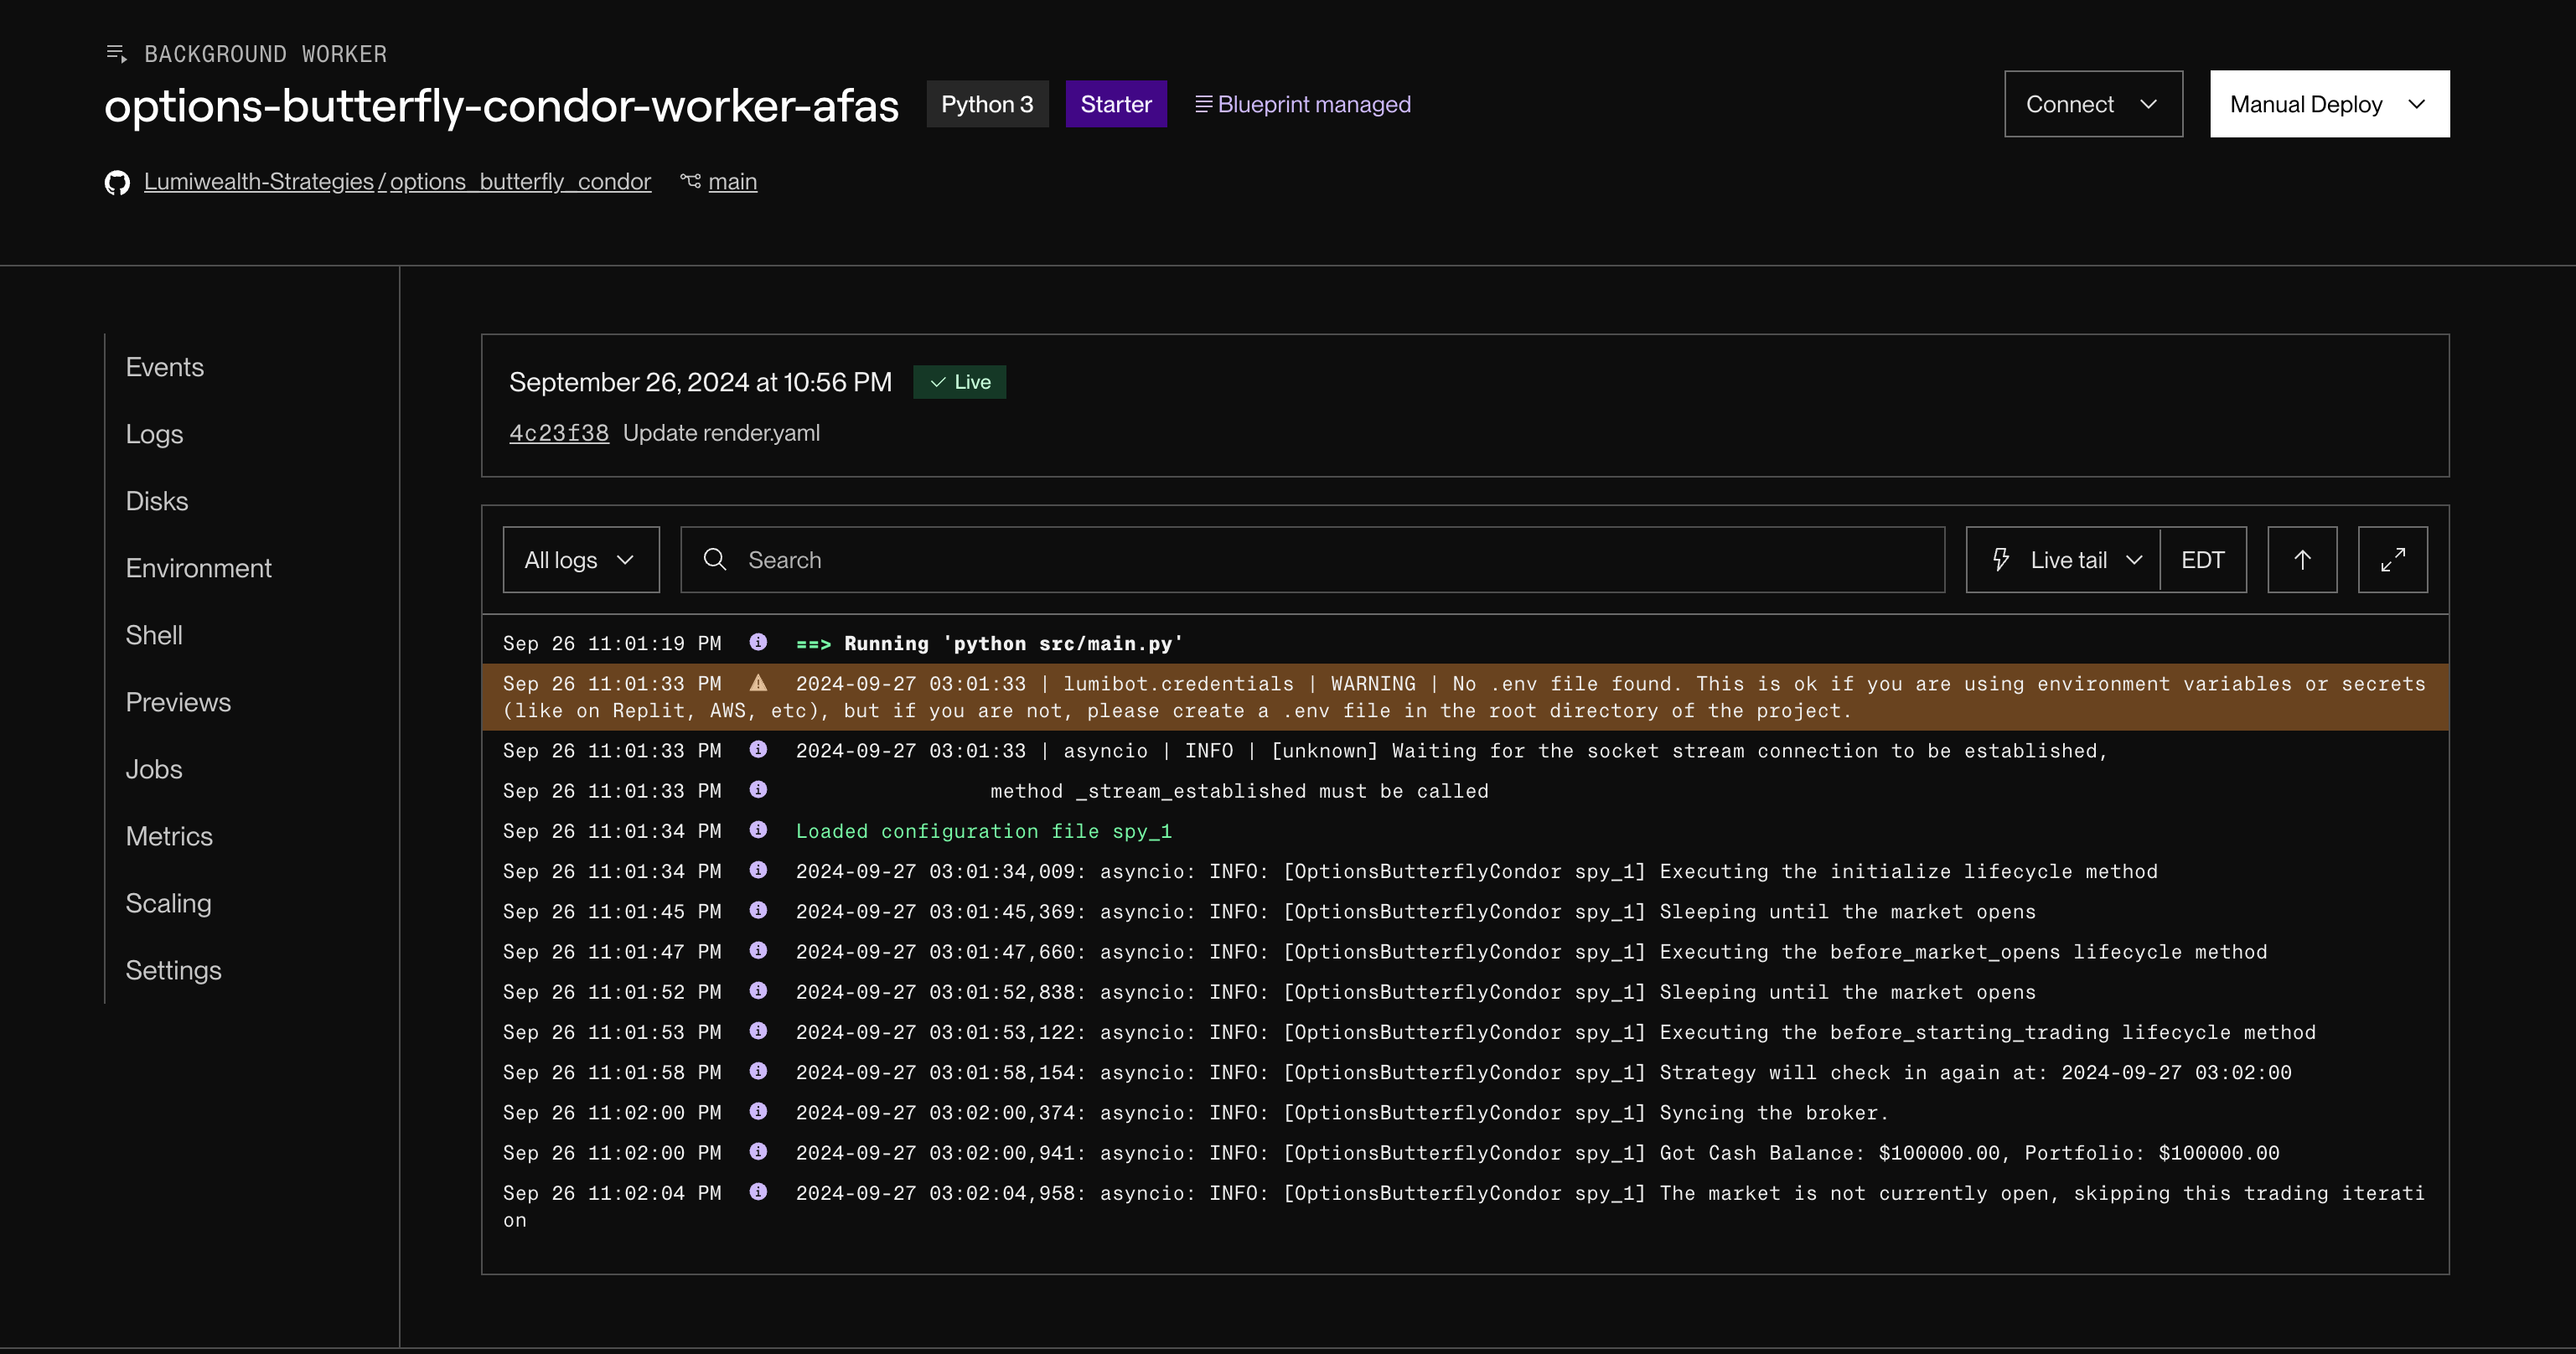 BACKGROUND WORKER
options-butterfly-condor-worker-afas Python 3 Starter Blueprint managed Connect Manual Deploy
Lumiwealth-Strategies / options_butterfly_condor main
Events
Logs
Disks
Environment
Shell
Previews
Jobs
Metrics
Scaling
Settings
September 26, 2024 at 10:56 PM Live
4c23f38 Update render.yaml
All logs Search Live tail EDT
Sep 26 11:01:19 PM ==> Running 'python src/main.py'
Sep 26 11:01:33 PM 2024-09-27 03:01:33 | lumibot.credentials | WARNING | No .env file found. This is ok if you are using environment variables or secrets
(like on Replit, AWS, etc), but if you are not, please create a .env file in the root directory of the project.
Sep 26 11:01:33 PM 2024-09-27 03:01:33 | asyncio | INFO | [unknown] Waiting for the socket stream connection to be established,
Sep 26 11:01:33 PM method _stream_established must be called
Sep 26 11:01:34 PM Loaded configuration file spy_1
Sep 26 11:01:34 PM 2024-09-27 03:01:34,009: asyncio: INFO: [OptionsButterflyCondor spy_1] Executing the initialize lifecycle method
Sep 26 11:01:45 PM 2024-09-27 03:01:45,369: asyncio: INFO: [OptionsButterflyCondor spy_1] Sleeping until the market opens
Sep 26 11:01:47 PM 2024-09-27 03:01:47,660: asyncio: INFO: [OptionsButterflyCondor spy_1] Executing the before_market_opens lifecycle method
Sep 26 11:01:52 PM 2024-09-27 03:01:52,838: asyncio: INFO: [OptionsButterflyCondor spy_1] Sleeping until the market opens
Sep 26 11:01:53 PM 2024-09-27 03:01:53,122: asyncio: INFO: [OptionsButterflyCondor spy_1] Executing the before_starting_trading lifecycle method
Sep 26 11:01:58 PM 2024-09-27 03:01:58,154: asyncio: INFO: [OptionsButterflyCondor spy_1] Strategy will check in again at: 2024-09-27 03:02:00
Sep 26 11:02:00 PM 2024-09-27 03:02:00,374: asyncio: INFO: [OptionsButterflyCondor spy_1] Syncing the broker.
Sep 26 11:02:00 PM 2024-09-27 03:02:00,941: asyncio: INFO: [OptionsButterflyCondor spy_1] Got Cash Balance: $100000.00, Portfolio: $100000.00
Sep 26 11:02:04 PM 2024-09-27 03:02:04,958: asyncio: INFO: [OptionsButterflyCondor spy_1] The market is not currently open, skipping this trading iterati
on